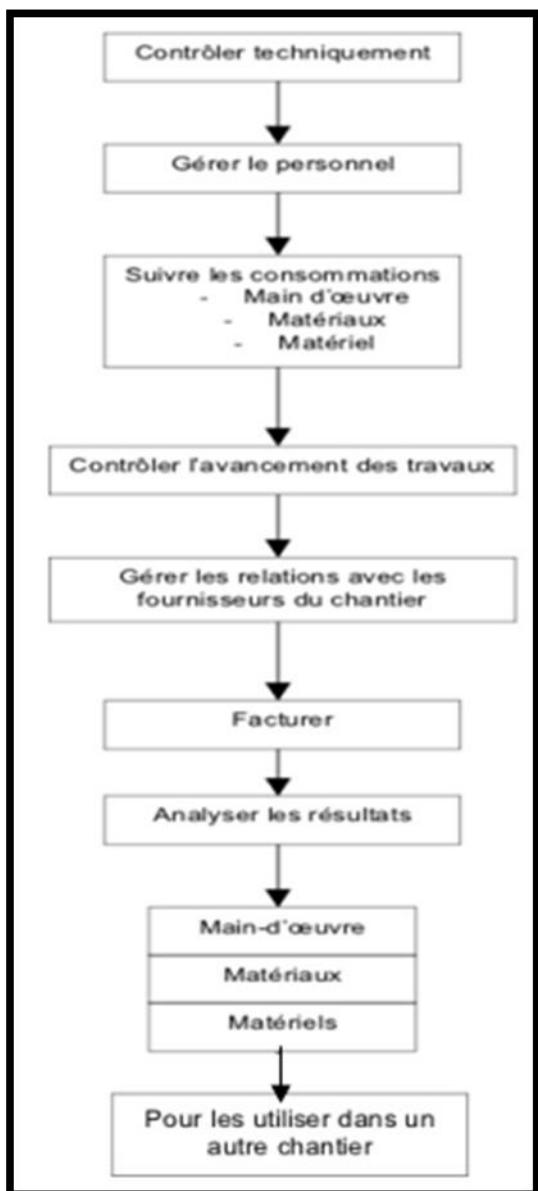 Contrôler techniquement
Gérer le personnel
Suivre les consommations
- Main d'œuvre
- Matériaux
- Matériel
Contrôler l'avancement des travaux
Gérer les relations avec les
fournisseurs du chantier
Facturer
Analyser les résultats
Main-d'œuvre
Matériaux
Matériels
Pour les utiliser dans un
autre chantier